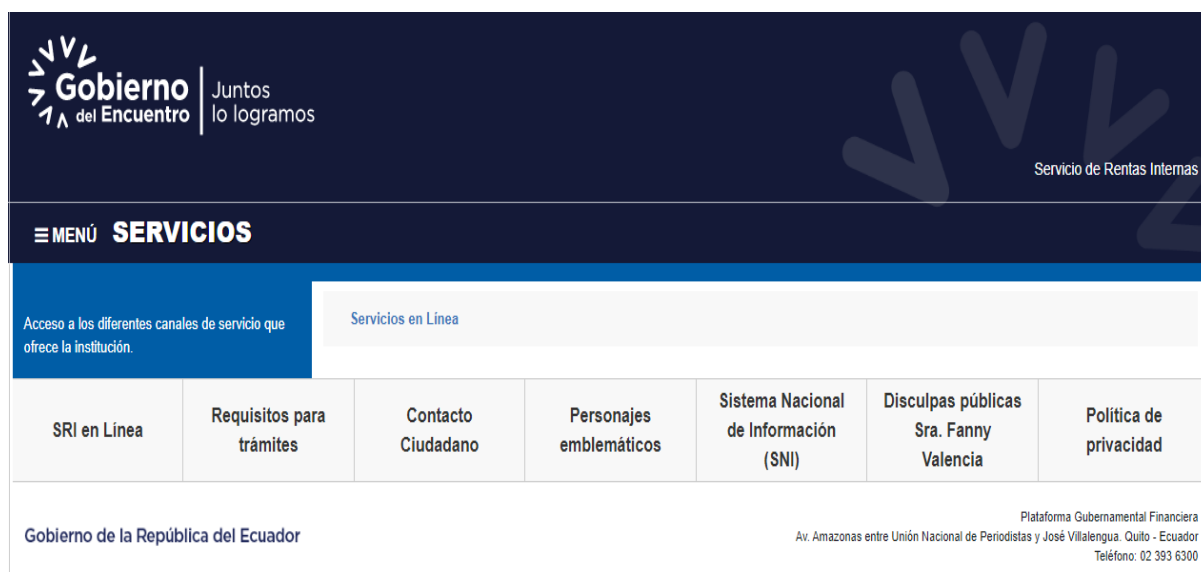 Gobierno
del Encuentro
Juntos
lo logramos
Servicio de Rentas Internas
MENÚ SERVICIOS
Acceso a los diferentes canales de servicio que
ofrece la institución.
Servicios en Línea
SRI en Línea
Requisitos para
trámites
Contacto
Ciudadano
Personajes
emblemáticos
Sistema Nacional
de Información
(SNI)
Disculpas públicas
Sra. Fanny
Valencia
Política de
privacidad
Gobierno de la República del Ecuador
Plataforma Gubernamental Financiera
Av. Amazonas entre Unión Nacional de Periodistas y José Villalengua. Quito - Ecuador
Teléfono: 02 393 6300